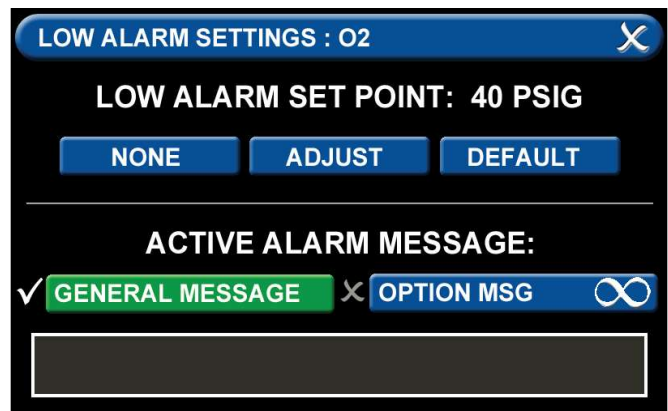 LOW ALARM SETTINGS : O2
LOW ALARM SET POINT: 40 PSIG
NONE ADJUST DEFAULT
ACTIVE ALARM MESSAGE:
GENERAL MESSAGE OPTION MSG